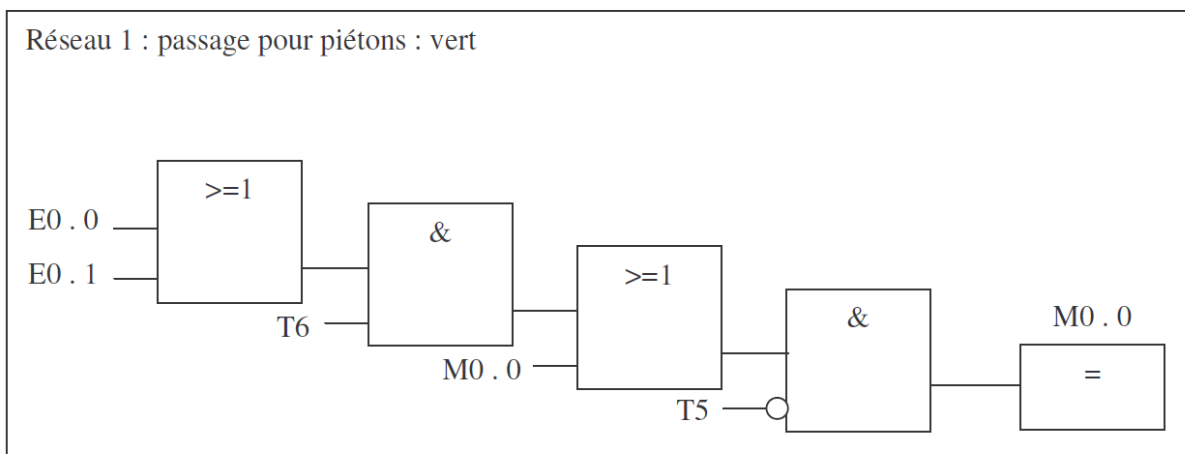 Réseau 1 : passage pour piétons : vert
>=1
E0 . 0
E0 . 1
&
T6
>=1
M0 . 0
&
T5
M0 . 0
=